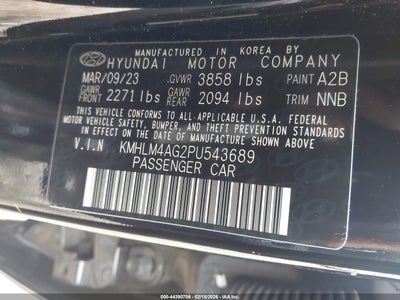 MANUFACTURED IN KOREA BY
HYUNDAI MOTOR COMPANY
MAR/09/23 GVWR 3858 lbs PAINT A2B
GAWR FRONT 2271 lbs GAWR REAR 2094 lbs TRIM NNB
THIS VEHICLE CONFORMS TO ALL APPLICABLE U.S.A. FEDERAL
MOTOR VEHICLE SAFETY, BUMPER, AND THEFT PREVENTION
STANDARDS IN EFFECT ON THE DATE OF MANUFACTURE SHOWN ABOVE.
V.I.N KMHLM4AG2PU543689
PASSENGER CAR
000-44390706 - 02/18/2026 - IAAI